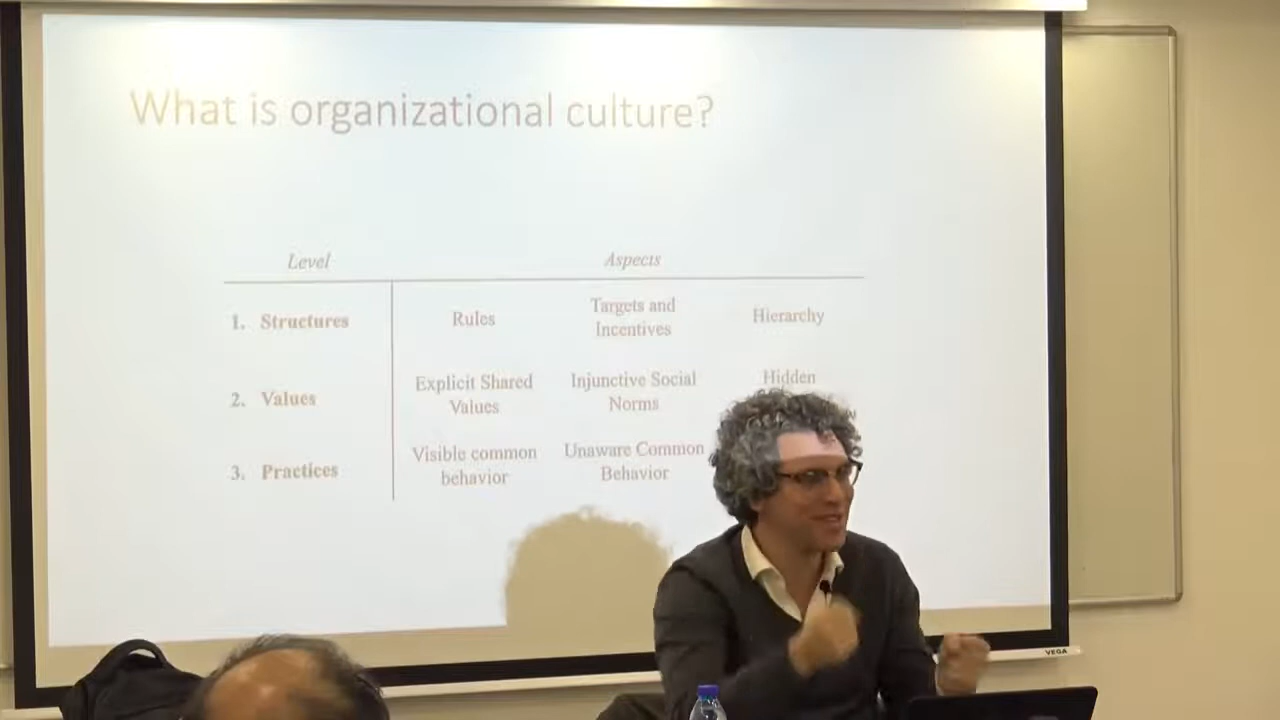 What is organizational culture?
Level
Aspects
1. Structures
Rules
Targets and
Incentives
Hierarchy
2. Values
Explicit Shared
Values
Injunctive Social
Norms
Hidden
3. Practices
Visible common
behavior
Unaware Common
Behavior
VEGA